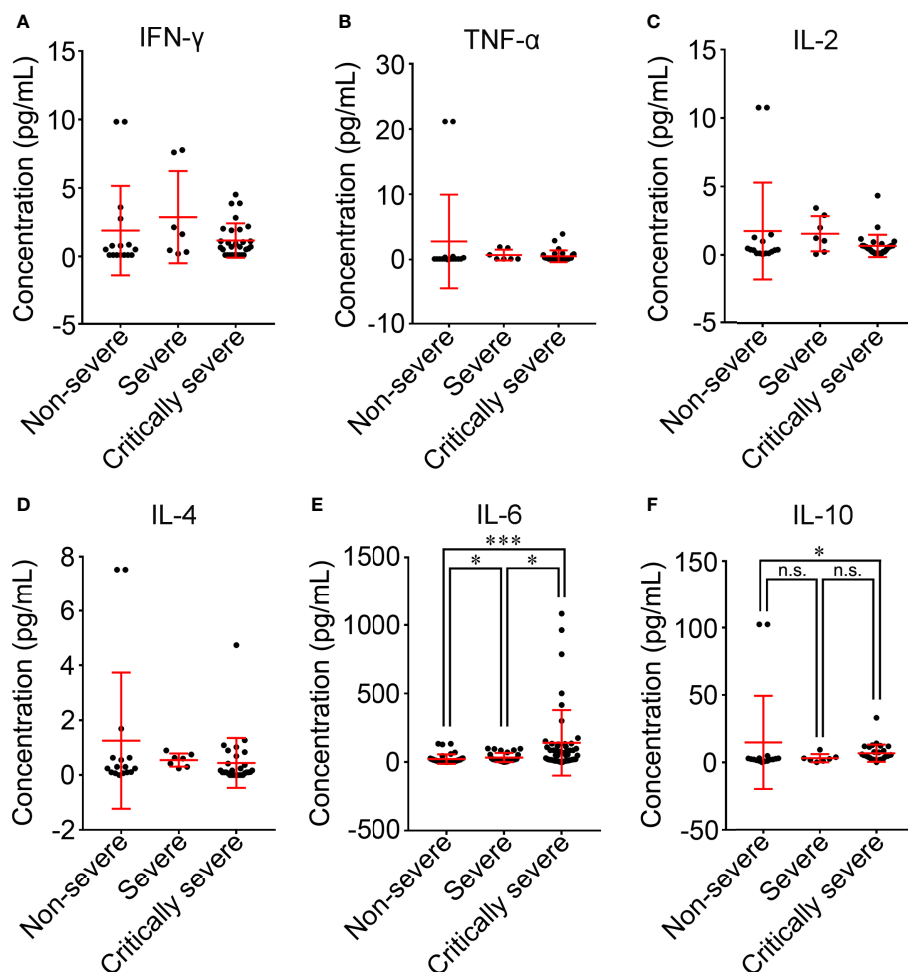 A
IFN-γ
Concentration (pg/mL)
15
10
5
0
-5
Non-severe
Severe
Critically severe
B
TNF-α
Concentration (pg/mL)
30
20
10
0
-10
Non-severe
Severe
Critically severe
C
IL-2
Concentration (pg/mL)
15
10
5
0
-5
Non-severe
Severe
Critically severe
D
IL-4
Concentration (pg/mL)
8
6
4
2
0
-2
Non-severe
Severe
Critically severe
E
IL-6
Concentration (pg/mL)
1500
1000
500
0
-500
***
* *
Non-severe
Severe
Critically severe
F
IL-10
Concentration (pg/mL)
150
100
50
0
-50
*
n.s. n.s.
Non-severe
Severe
Critically severe